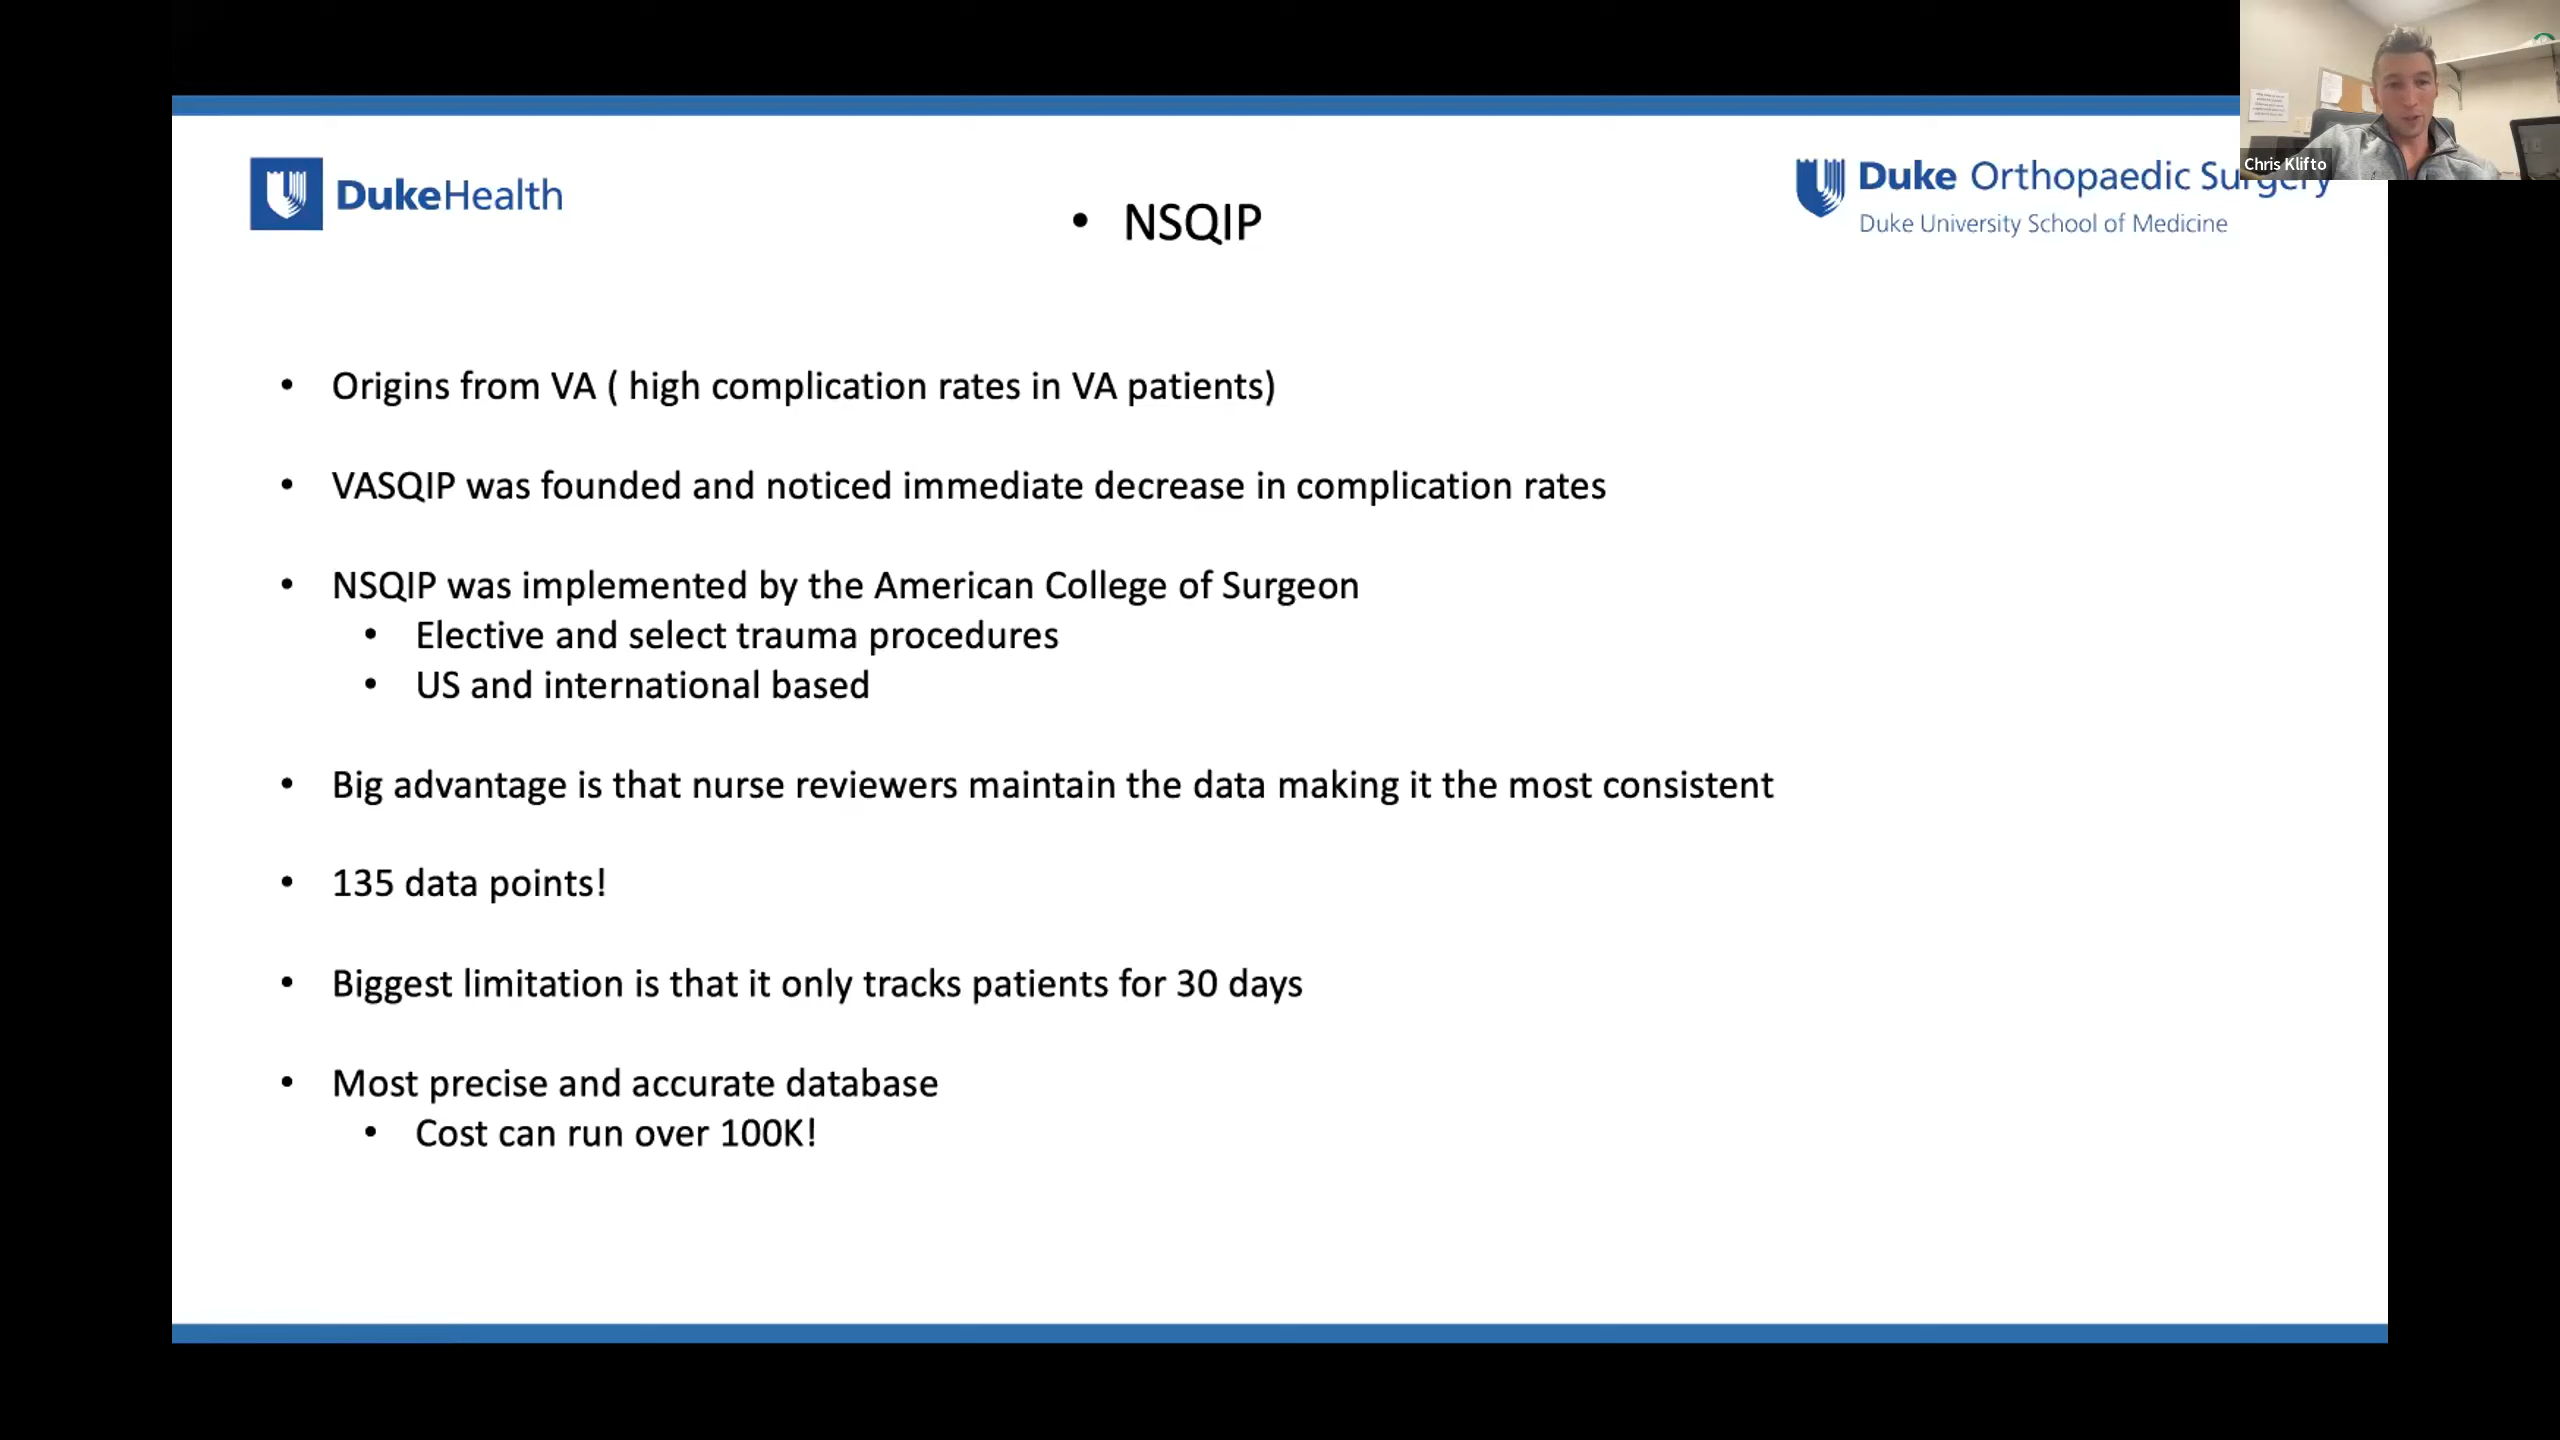 DukeHealth
• NSQIP
Duke Orthopaedic Surgery
Duke University School of Medicine
Chris Klifto
• Origins from VA ( high complication rates in VA patients)
• VASQIP was founded and noticed immediate decrease in complication rates
• NSQIP was implemented by the American College of Surgeon
• Elective and select trauma procedures
• US and international based
• Big advantage is that nurse reviewers maintain the data making it the most consistent
• 135 data points!
• Biggest limitation is that it only tracks patients for 30 days
• Most precise and accurate database
• Cost can run over 100K!